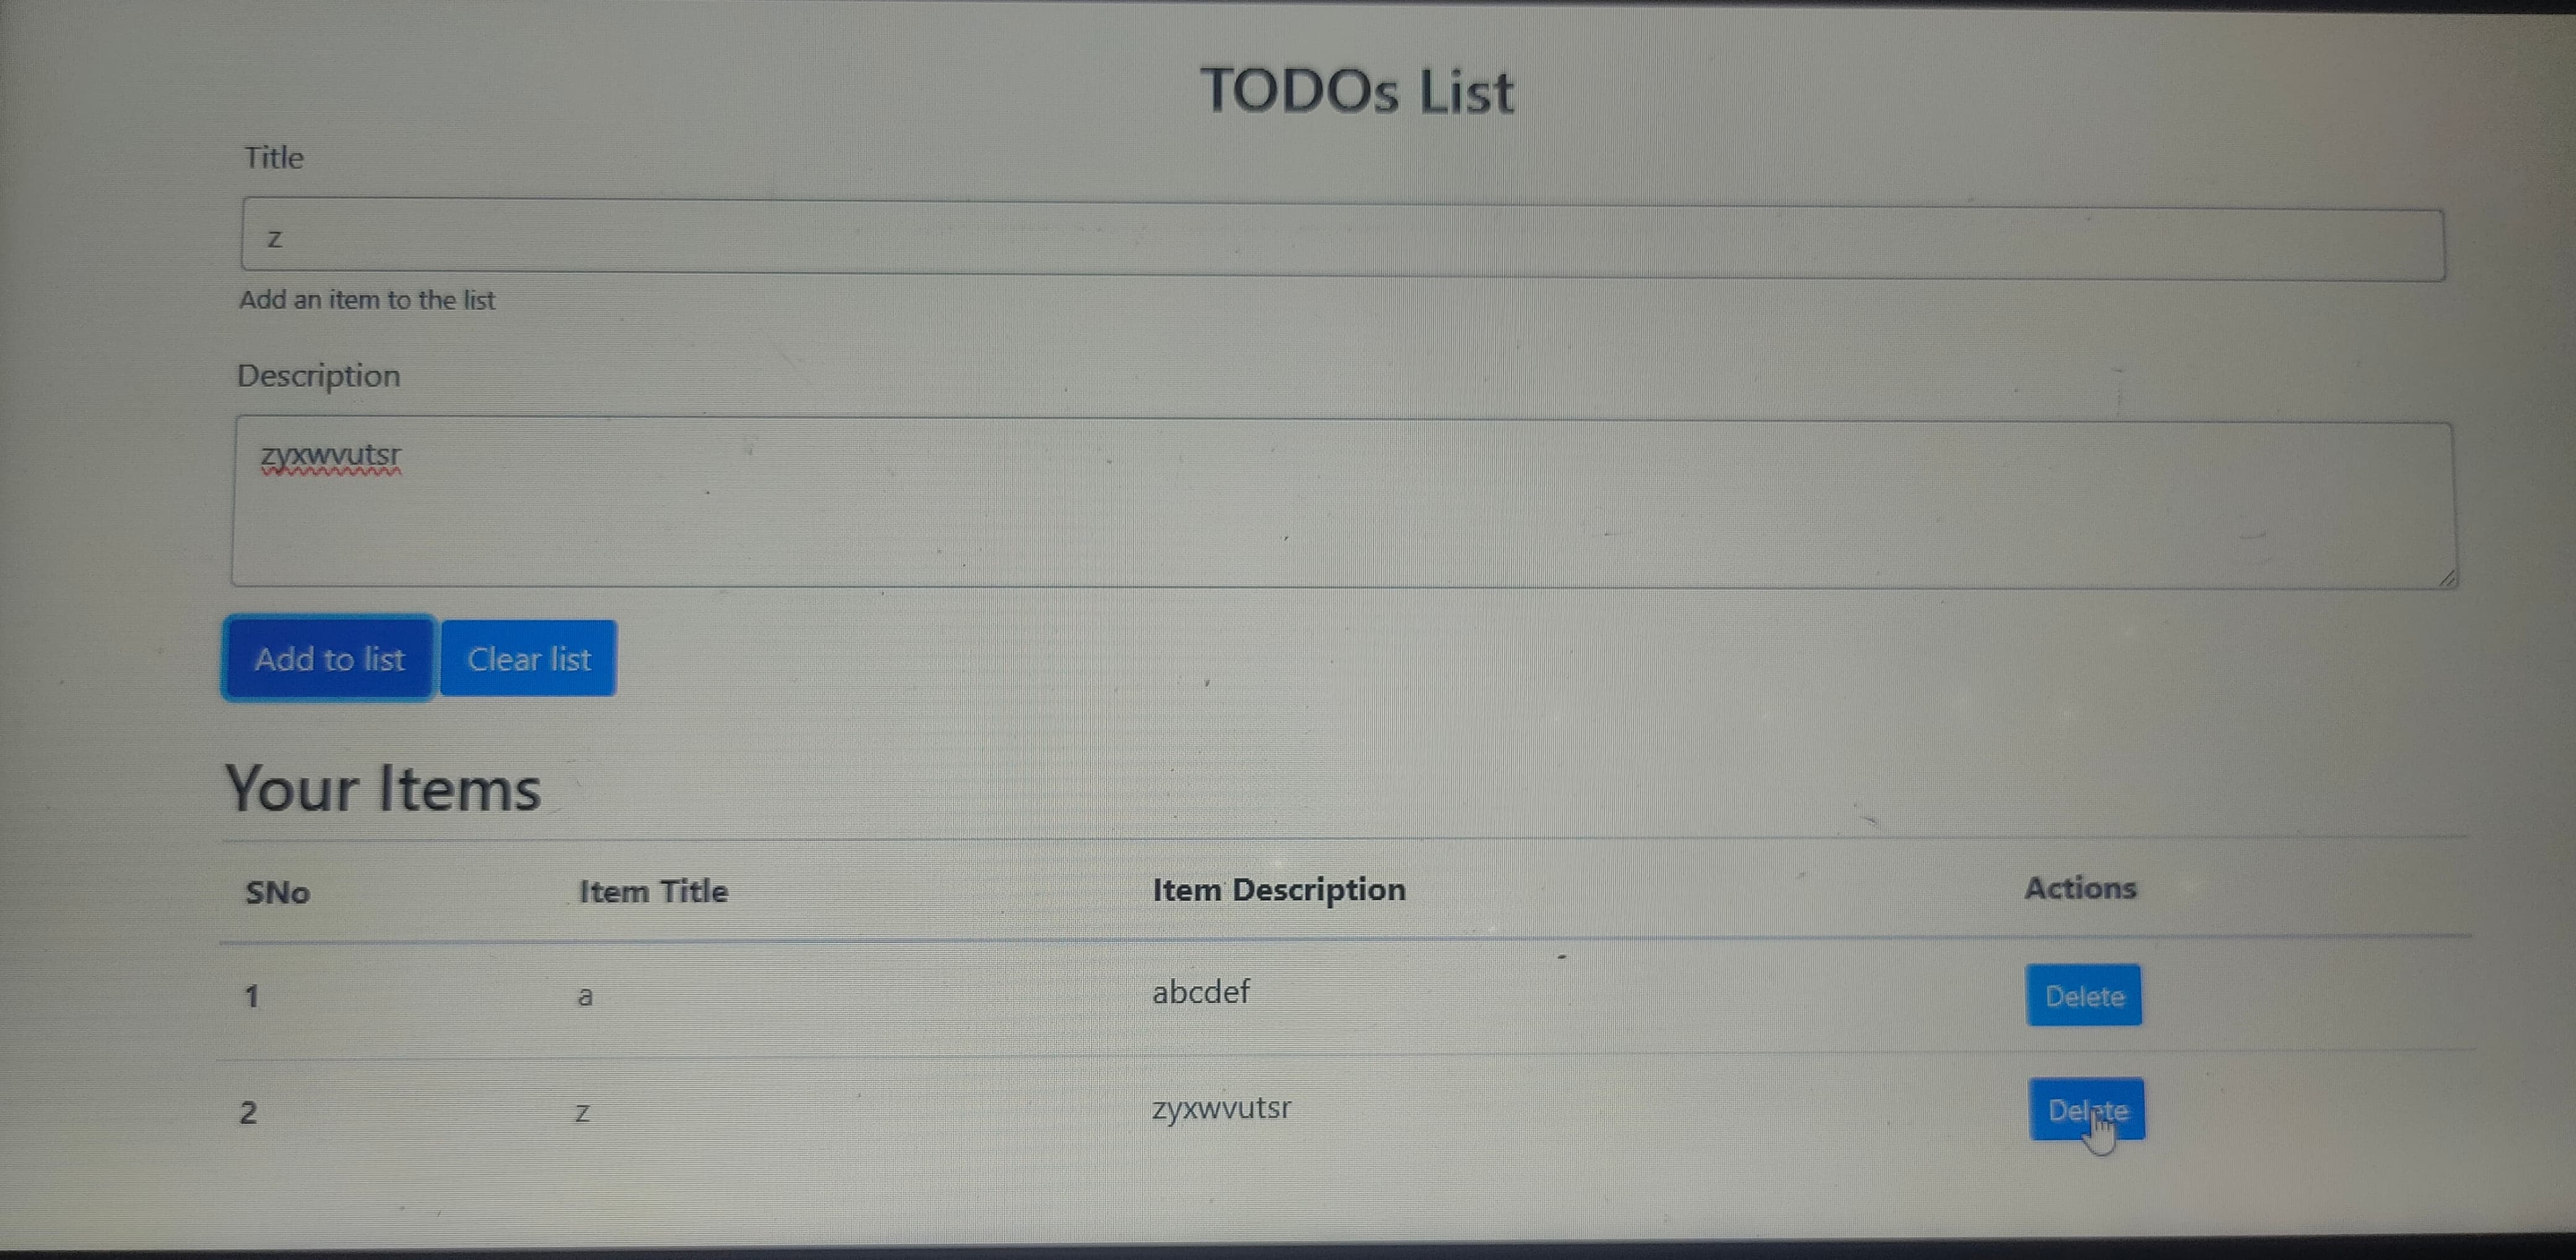 TODOs List
Title
z
Add an item to the list
Description
zyxwvutsr
Add to list Clear list
Your Items
SNo Item Title Item Description Actions
1 a abcdef Delete
2 z zyxwvutsr Delete